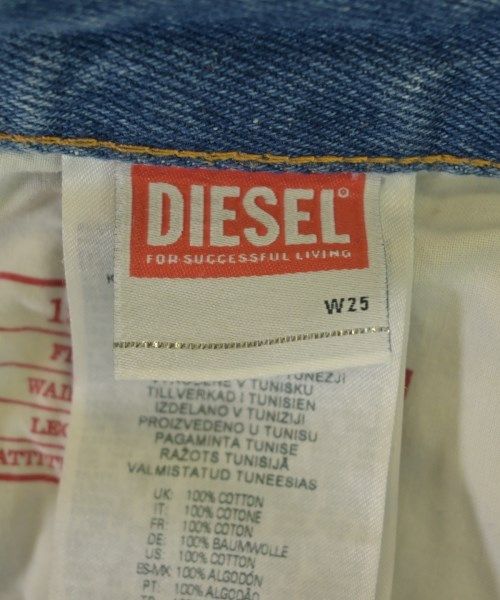 DIESEL
FOR SUCCESSFUL LIVING
W25
TILLVERKAD I TUNISIEN
IZDELANO V TUNIZIJI
PROIZVEDENO U TUNISU
PAGAMINTA TUNISE
RAŽOTS TUNISIJĀ
VALMISTATUD TUNEESIAS
UK: 100% COTTON
IT: 100% COTONE
FR: 100% COTON
DE: 100% BAUMWOLLE
US: 100% COTTON
ES-MX: 100% ALGODÓN
PT: 100% ALGODÃO